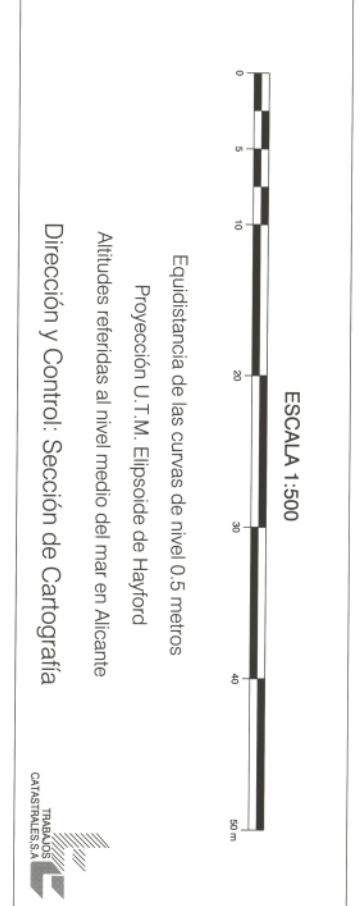 ESCALA 1:500
0 5 10 20 30 40 50 m
Equidistancia de las curvas de nivel 0.5 metros
Proyección U.T.M. Elipsoide de Hayford
Altitudes referidas al nivel medio del mar en Alicante
Dirección y Control: Sección de Cartografía
TRABAJOS
CATASTRALES,S.A